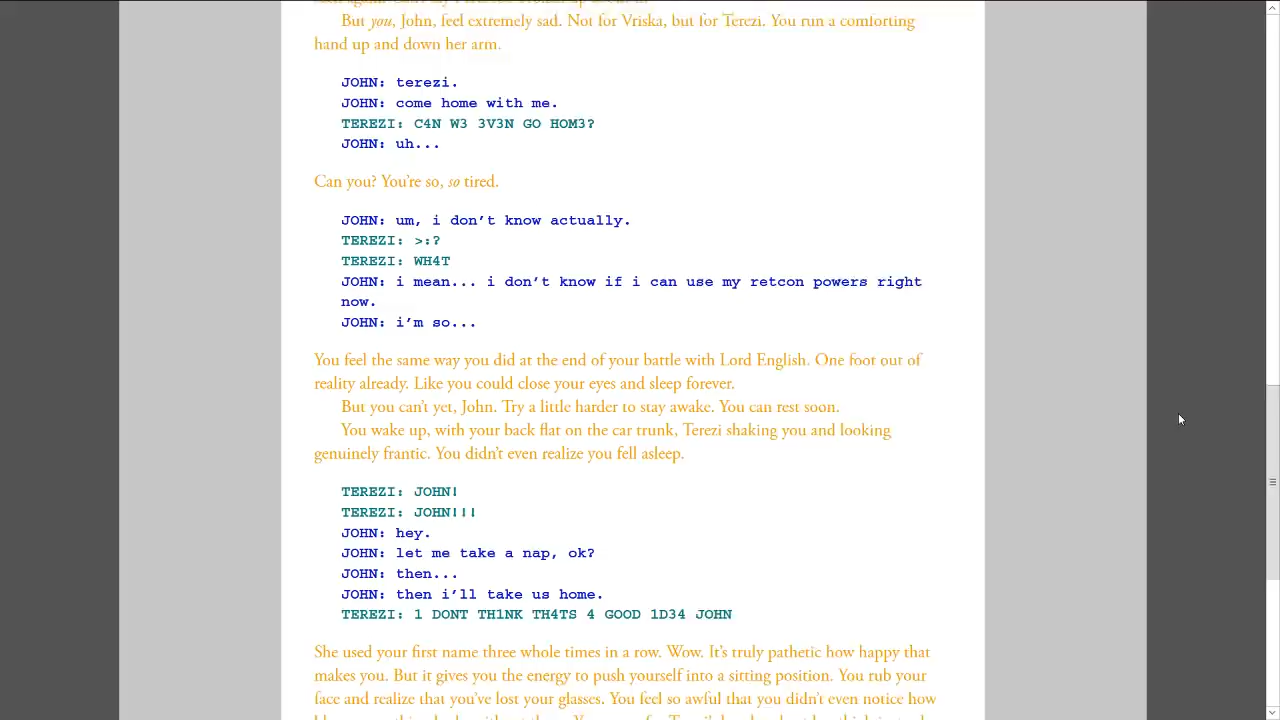 But you, John, feel extremely sad. Not for Vriska, but for Terezi. You run a comforting
hand up and down her arm.
JOHN: terezi.
JOHN: come home with me.
TEREZI: C4N W3 3V3N GO HOM3?
JOHN: uh...
Can you? You’re so, so tired.
JOHN: um, i don’t know actually.
TEREZI: >:?
TEREZI: WH4T
JOHN: i mean... i don’t know if i can use my retcon powers right
now.
JOHN: i’m so...
You feel the same way you did at the end of your battle with Lord English. One foot out of
reality already. Like you could close your eyes and sleep forever.
But you can’t yet, John. Try a little harder to stay awake. You can rest soon.
You wake up, with your back flat on the car trunk, Terezi shaking you and looking
genuinely frantic. You didn’t even realize you fell asleep.
TEREZI: JOHN!
TEREZI: JOHN!!!
JOHN: hey.
JOHN: let me take a nap, ok?
JOHN: then...
JOHN: then i’ll take us home.
TEREZI: 1 DONT TH1NK TH4TS 4 GOOD 1D34 JOHN
She used your first name three whole times in a row. Wow. It’s truly pathetic how happy that
makes you. But it gives you the energy to push yourself into a sitting position. You rub your
face and realize that you’ve lost your glasses. You feel so awful that you didn’t even notice how